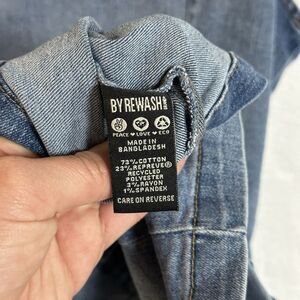 BY REWASH
PEACE • LOVE • ECO
MADE IN
BANGLADESH
73% COTTON
23% REPREVE®
RECYCLED
POLYESTER
3% RAYON
1% SPANDEX
CARE ON REVERSE